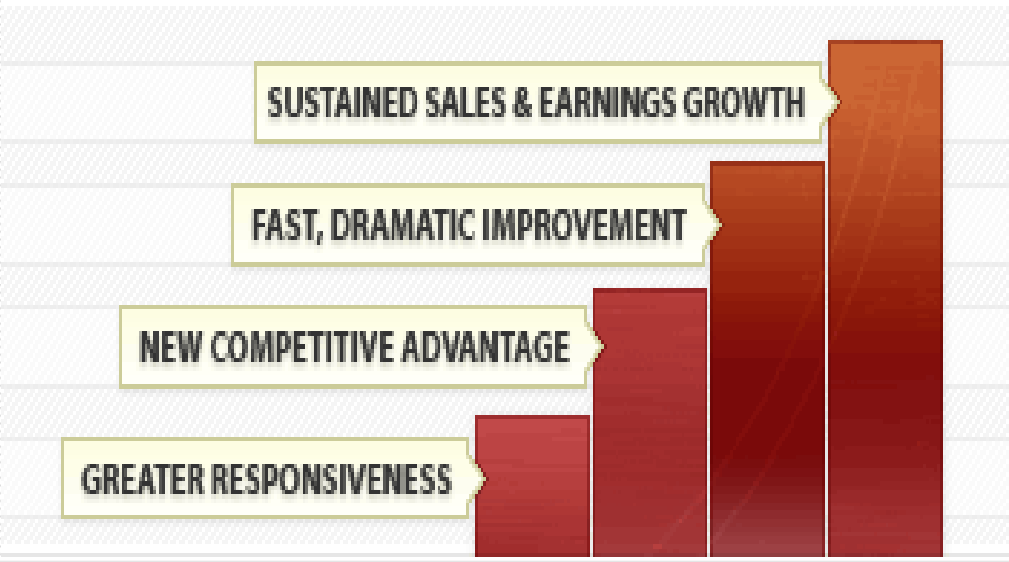 SUSTAINED SALES & EARNINGS GROWTH
FAST, DRAMATIC IMPROVEMENT
NEW COMPETITIVE ADVANTAGE
GREATER RESPONSIVENESS